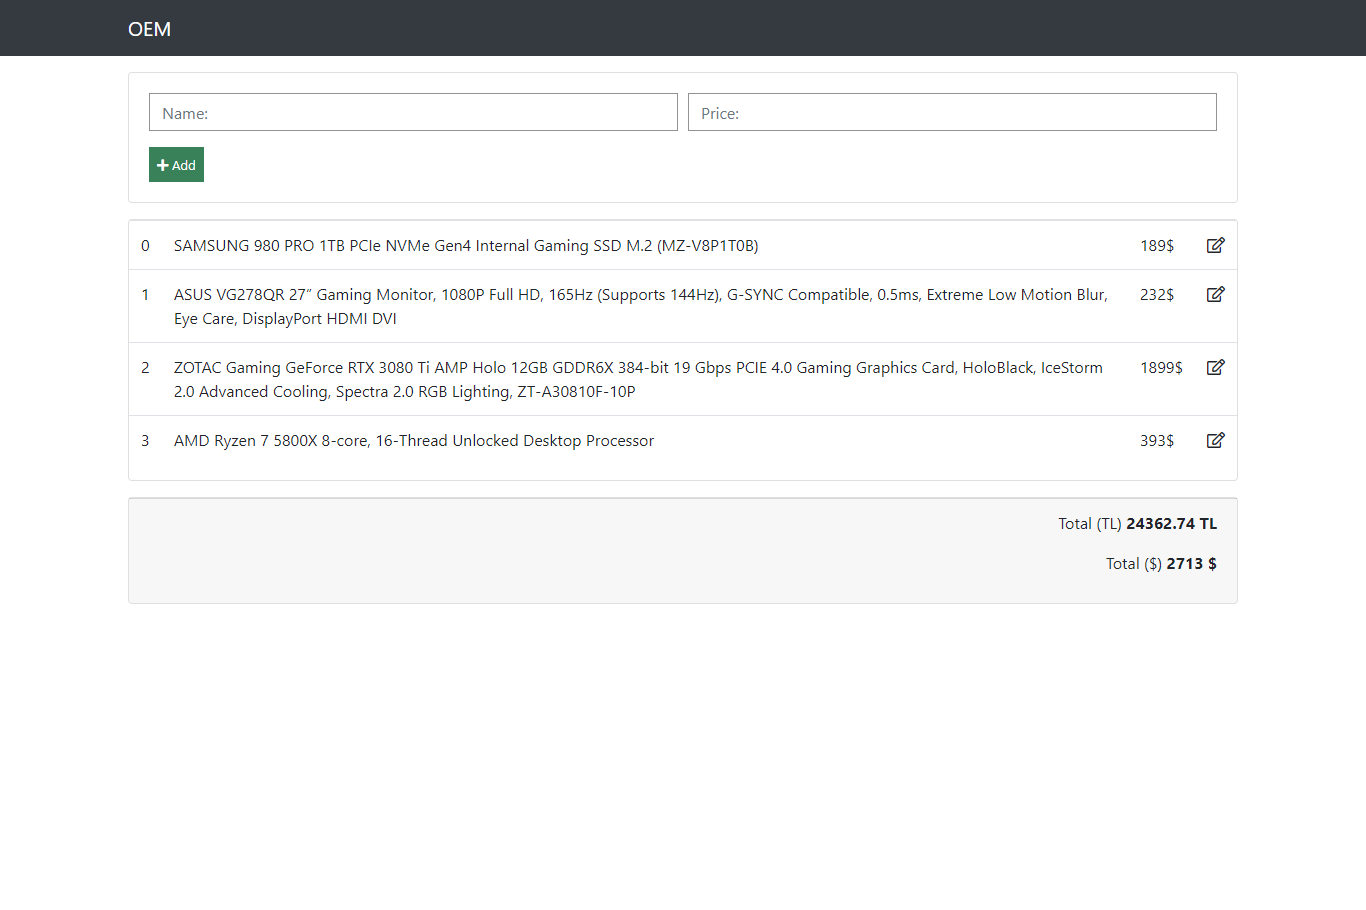 OEM
Name:
Price:
Add
0 SAMSUNG 980 PRO 1TB PCIe NVMe Gen4 Internal Gaming SSD M.2 (MZ-V8P1T0B) 189$
1 ASUS VG278QR 27” Gaming Monitor, 1080P Full HD, 165Hz (Supports 144Hz), G-SYNC Compatible, 0.5ms, Extreme Low Motion Blur, 232$
Eye Care, DisplayPort HDMI DVI
2 ZOTAC Gaming GeForce RTX 3080 Ti AMP Holo 12GB GDDR6X 384-bit 19 Gbps PCIE 4.0 Gaming Graphics Card, HoloBlack, IceStorm 1899$
2.0 Advanced Cooling, Spectra 2.0 RGB Lighting, ZT-A30810F-10P
3 AMD Ryzen 7 5800X 8-core, 16-Thread Unlocked Desktop Processor 393$
Total (TL) 24362.74 TL
Total ($) 2713 $